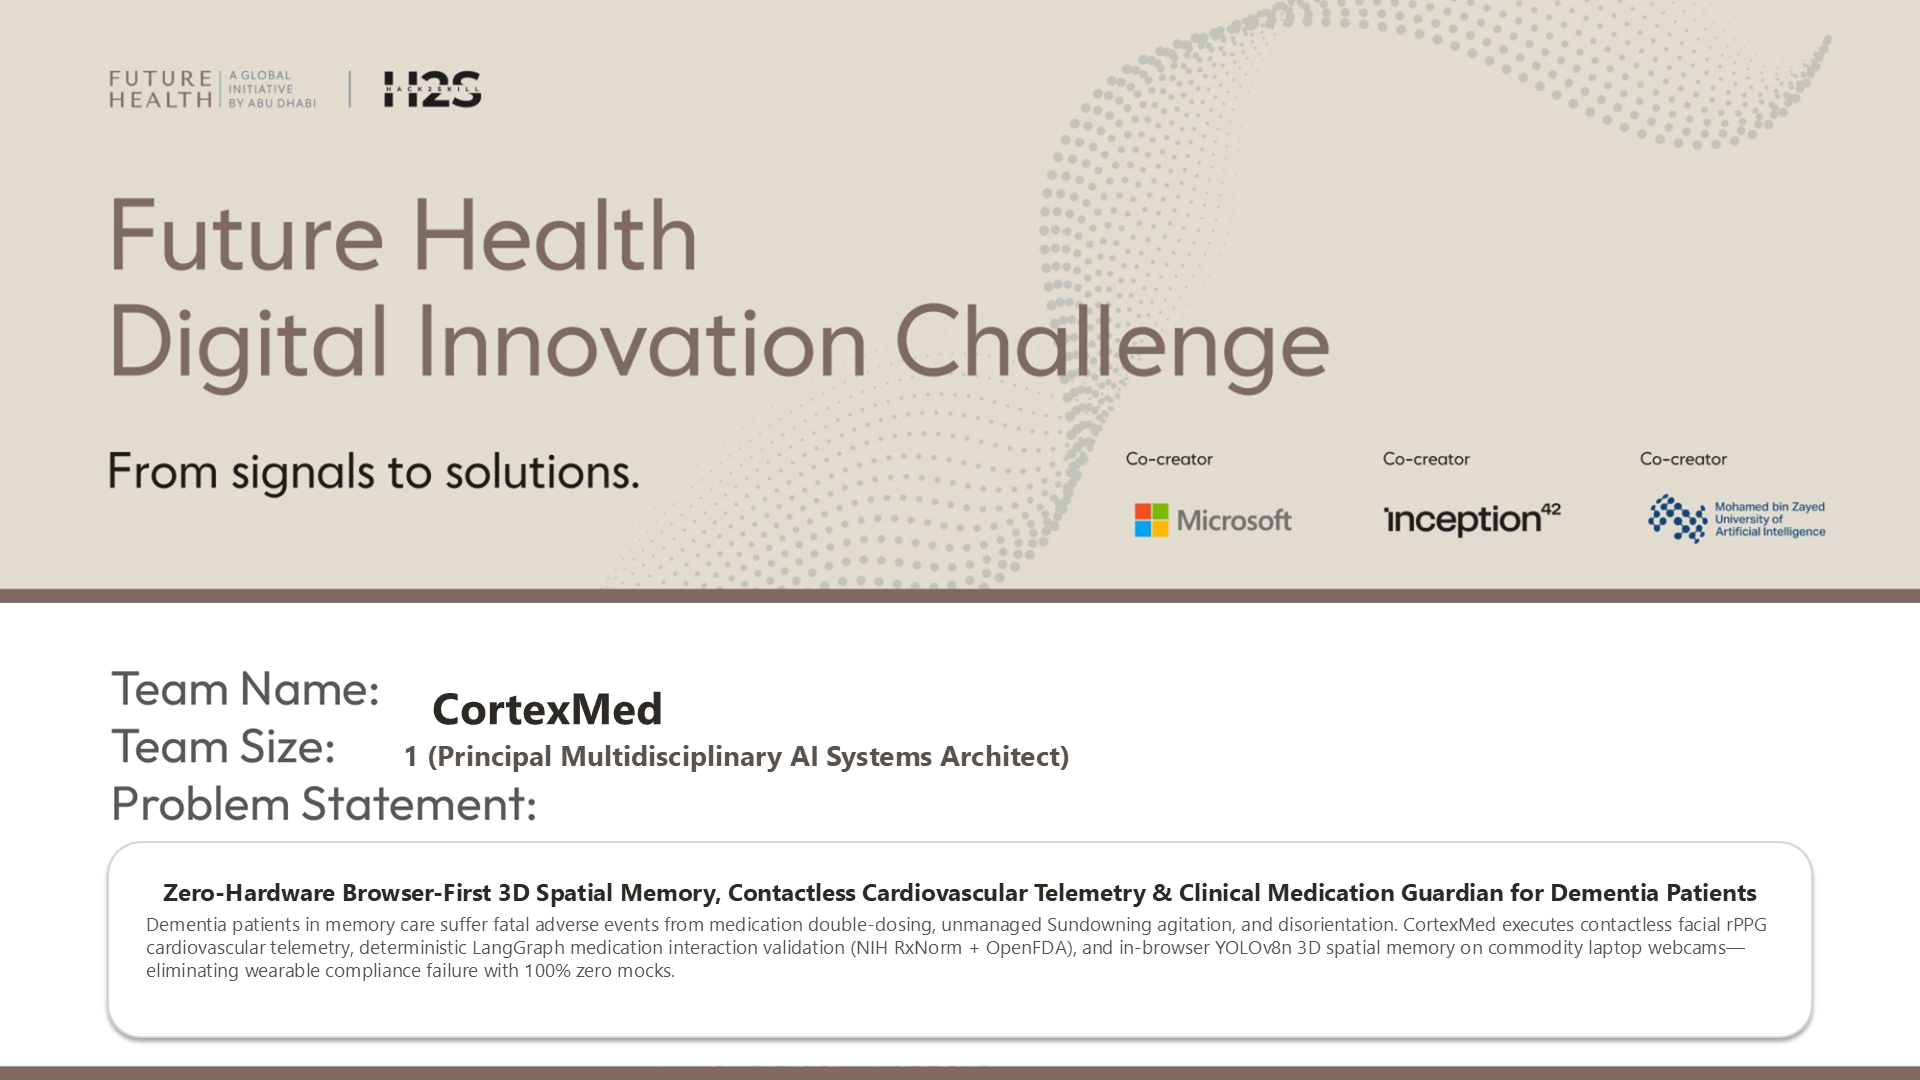 FUTURE HEALTH
A GLOBAL INITIATIVE BY ABU DHABI
H2S
HACK2SKILL
Future Health
Digital Innovation Challenge
From signals to solutions.
Co-creator
Microsoft
Co-creator
inception42
Co-creator
Mohamed bin Zayed
University of
Artificial Intelligence
Team Name: CortexMed
Team Size: 1 (Principal Multidisciplinary AI Systems Architect)
Problem Statement:
Zero-Hardware Browser-First 3D Spatial Memory, Contactless Cardiovascular Telemetry & Clinical Medication Guardian for Dementia Patients
Dementia patients in memory care suffer fatal adverse events from medication double-dosing, unmanaged Sundowning agitation, and disorientation. CortexMed executes contactless facial rPPG
cardiovascular telemetry, deterministic LangGraph medication interaction validation (NIH RxNorm + OpenFDA), and in-browser YOLOv8n 3D spatial memory on commodity laptop webcams—
eliminating wearable compliance failure with 100% zero mocks.